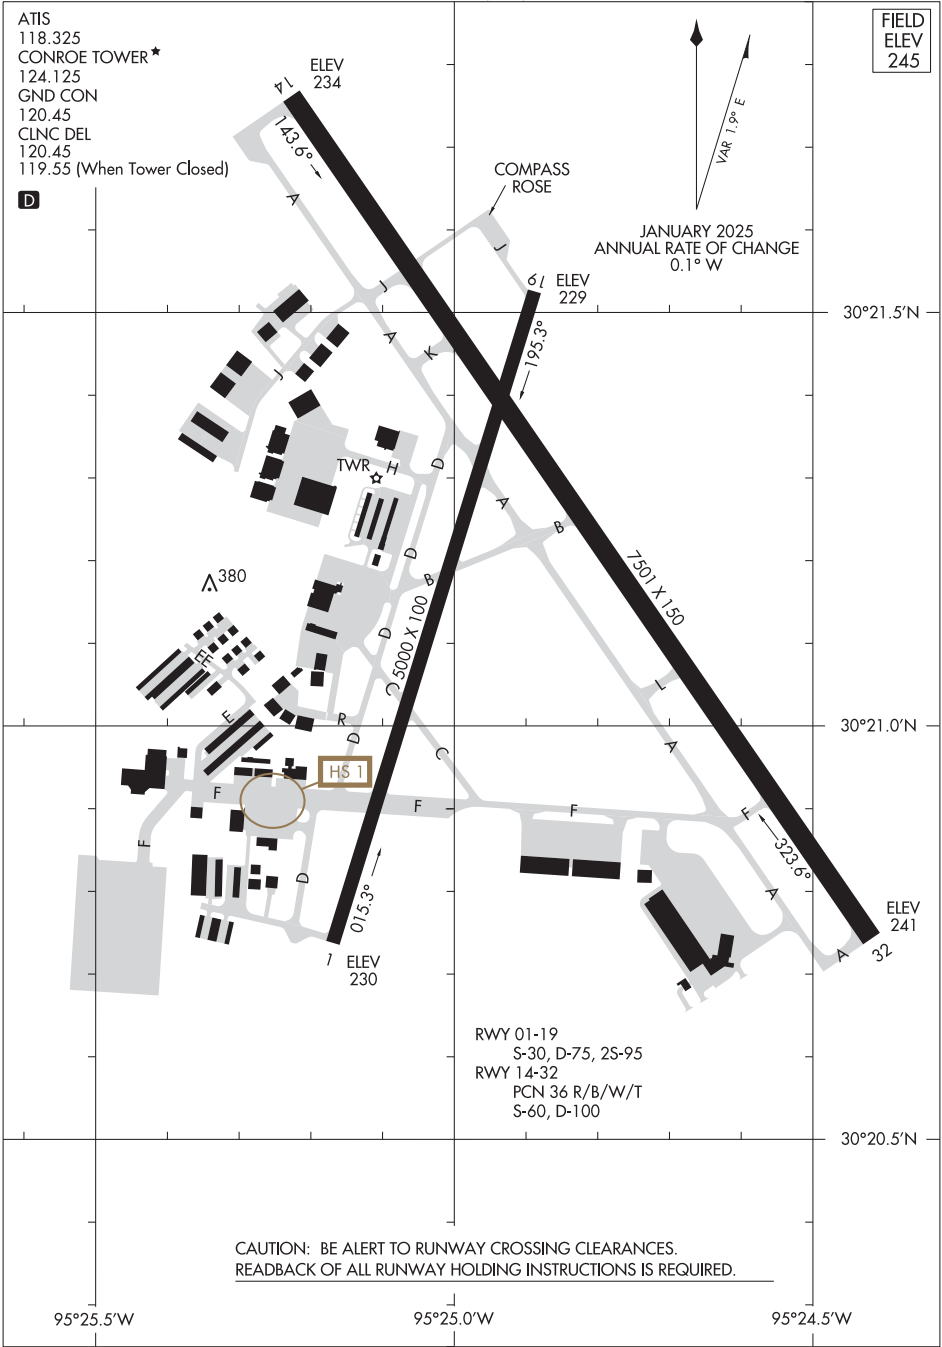 ATIS
118.325
CONROE TOWER★
124.125
GND CON
120.45
CLNC DEL
120.45
119.55 (When Tower Closed)
D
FIELD
ELEV
245
VAR 1.9° E
JANUARY 2025
ANNUAL RATE OF CHANGE
0.1° W
14
ELEV
234
143.6°
A
COMPASS
ROSE
J
J
19
ELEV
229
195.3°
30°21.5'N
A
K
J
D
TWR
H
A
B
D
B
380
7501 X 150
5000 X 100
D
C
EE
E
R
D
L
30°21.0'N
A
C
HS 1
F
F
F
F
F
323.6°
D
A
015.3°
ELEV
241
32
A
1
ELEV
230
RWY 01-19
S-30, D-75, 2S-95
RWY 14-32
PCN 36 R/B/W/T
S-60, D-100
30°20.5'N
CAUTION: BE ALERT TO RUNWAY CROSSING CLEARANCES.
READBACK OF ALL RUNWAY HOLDING INSTRUCTIONS IS REQUIRED.
95°25.5'W
95°25.0'W
95°24.5'W